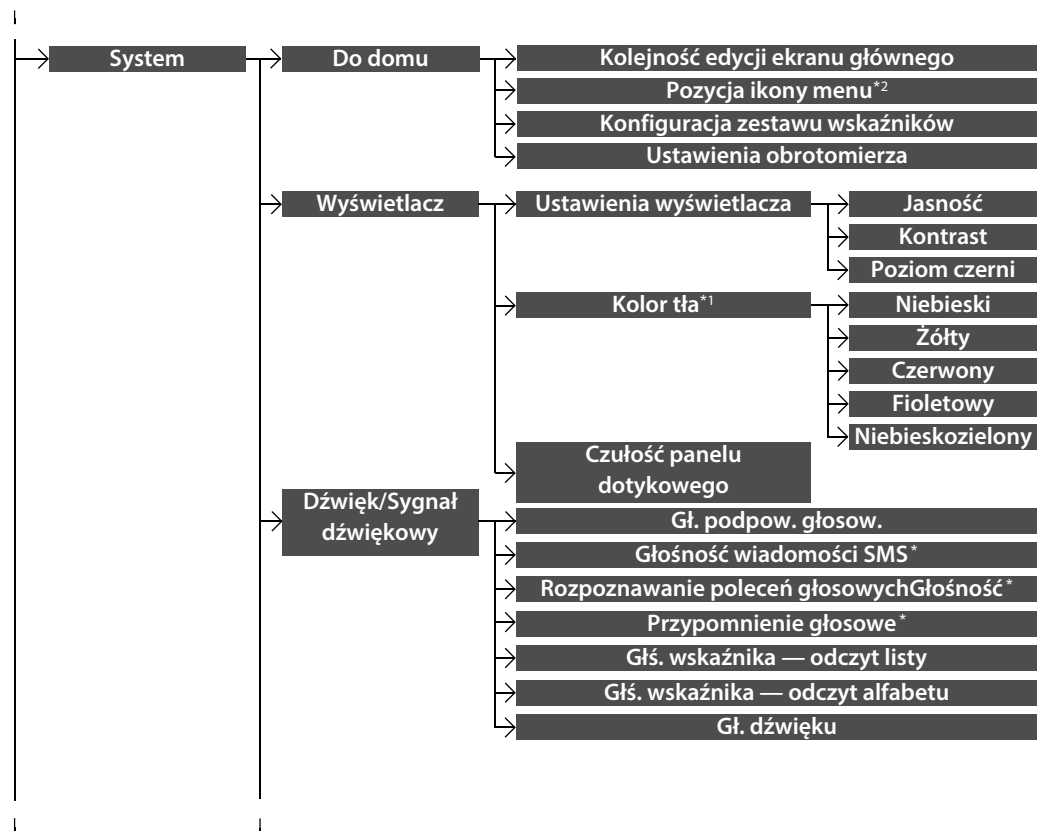 System
Do domu
Kolejność edycji ekranu głównego
Pozycja ikony menu*2
Konfiguracja zestawu wskaźników
Ustawienia obrotomierza
Wyświetlacz
Ustawienia wyświetlacza
Jasność
Kontrast
Poziom czerni
Kolor tła*1
Niebieski
Żółty
Czerwony
Fioletowy
Niebieskozielony
Czułość panelu
dotykowego
Dźwięk/Sygnał
dźwiękowy
Gł. podpow. głosow.
Głośność wiadomości SMS*
Rozpoznawanie poleceń głosowychGłośność*
Przypomnienie głosowe*
Głś. wskaźnika — odczyt listy
Głś. wskaźnika — odczyt alfabetu
Gł. dźwięku